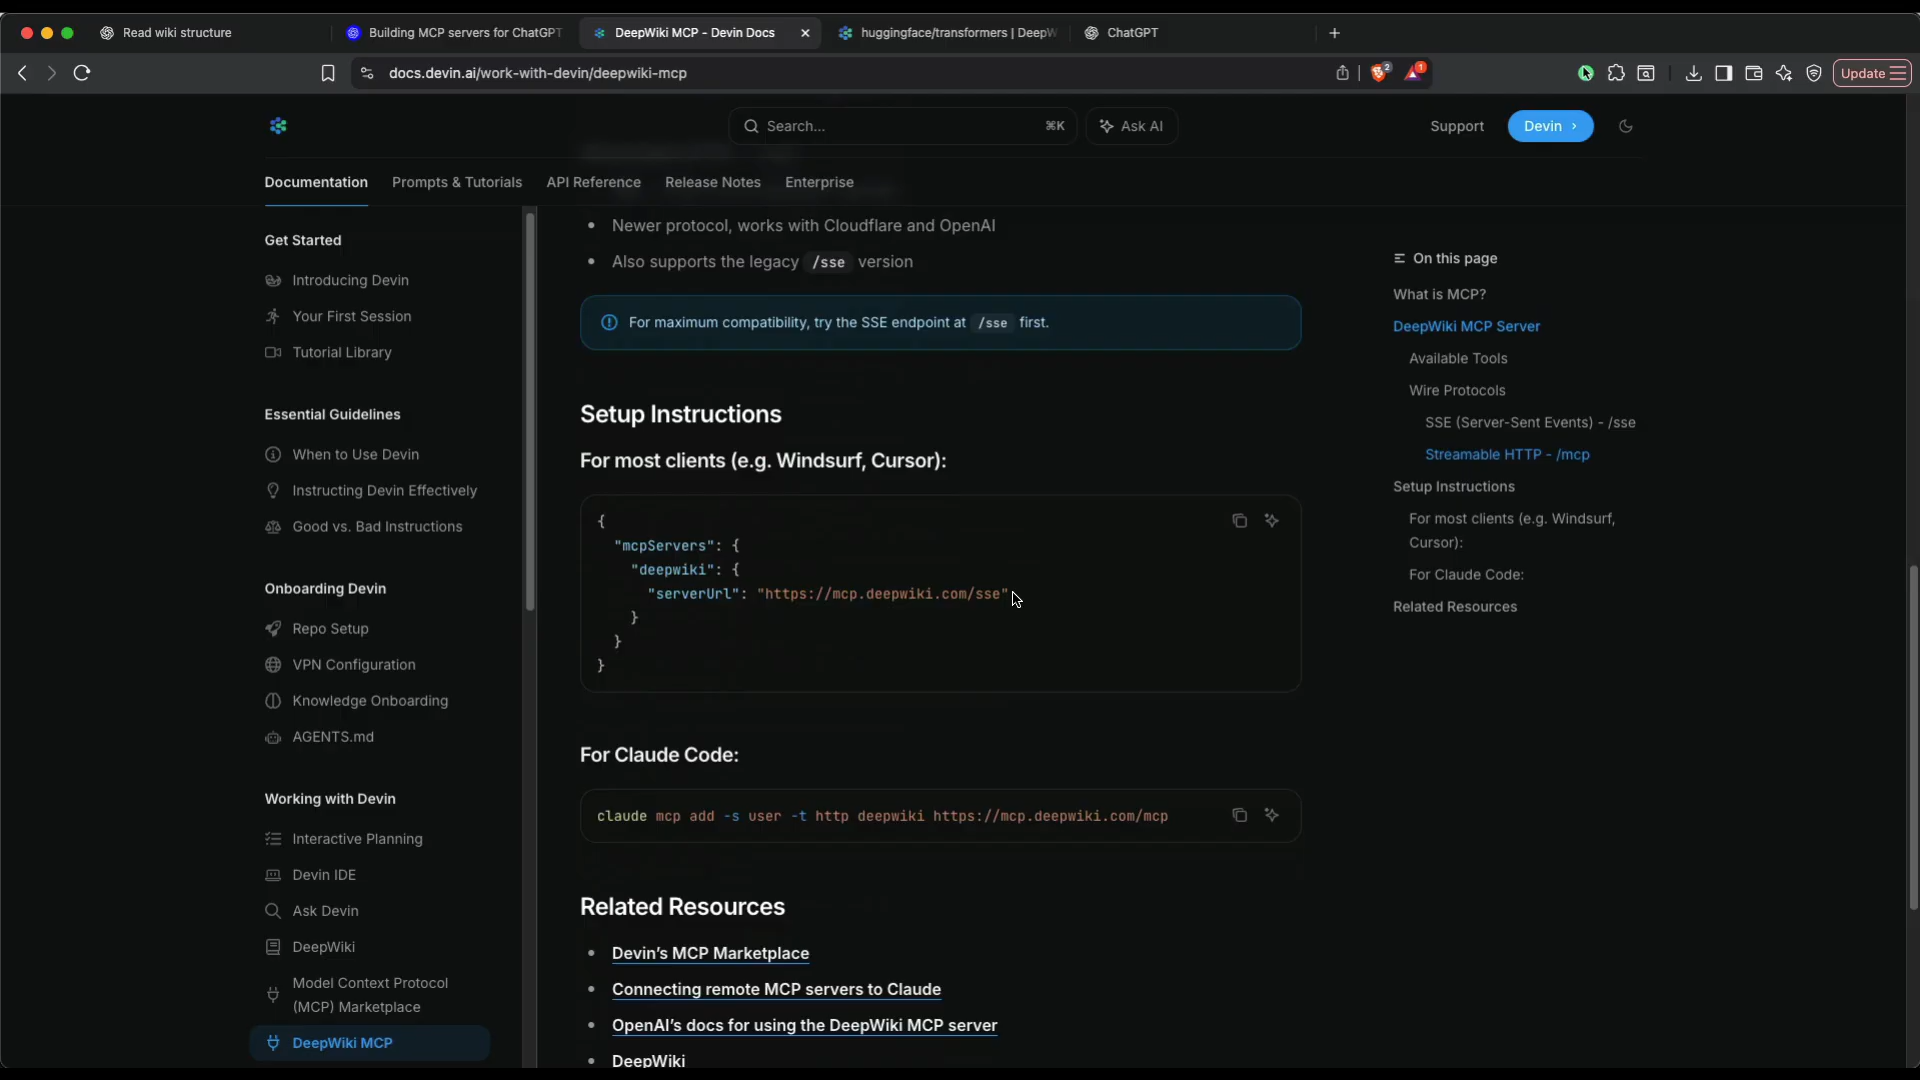 Read wiki structure
Building MCP servers for ChatGPT
DeepWiki MCP - Devin Docs
huggingface/transformers | DeepW
ChatGPT
docs.devin.ai/work-with-devin/deepwiki-mcp
2
1
Update
Search...
⌘K
Ask AI
Support
Devin ›
Documentation
Prompts & Tutorials
API Reference
Release Notes
Enterprise
Get Started
Introducing Devin
Your First Session
Tutorial Library
Essential Guidelines
When to Use Devin
Instructing Devin Effectively
Good vs. Bad Instructions
Onboarding Devin
Repo Setup
VPN Configuration
Knowledge Onboarding
AGENTS.md
Working with Devin
Interactive Planning
Devin IDE
Ask Devin
DeepWiki
Model Context Protocol
(MCP) Marketplace
DeepWiki MCP
• Newer protocol, works with Cloudflare and OpenAI
• Also supports the legacy /sse version
For maximum compatibility, try the SSE endpoint at /sse first.
Setup Instructions
For most clients (e.g. Windsurf, Cursor):
{
"mcpServers": {
"deepwiki": {
"serverUrl": "https://mcp.deepwiki.com/sse"
}
}
}
For Claude Code:
claude mcp add -s user -t http deepwiki https://mcp.deepwiki.com/mcp
Related Resources
• Devin’s MCP Marketplace
• Connecting remote MCP servers to Claude
• OpenAI’s docs for using the DeepWiki MCP server
• DeepWiki
On this page
What is MCP?
DeepWiki MCP Server
Available Tools
Wire Protocols
SSE (Server-Sent Events) - /sse
Streamable HTTP - /mcp
Setup Instructions
For most clients (e.g. Windsurf,
Cursor):
For Claude Code:
Related Resources